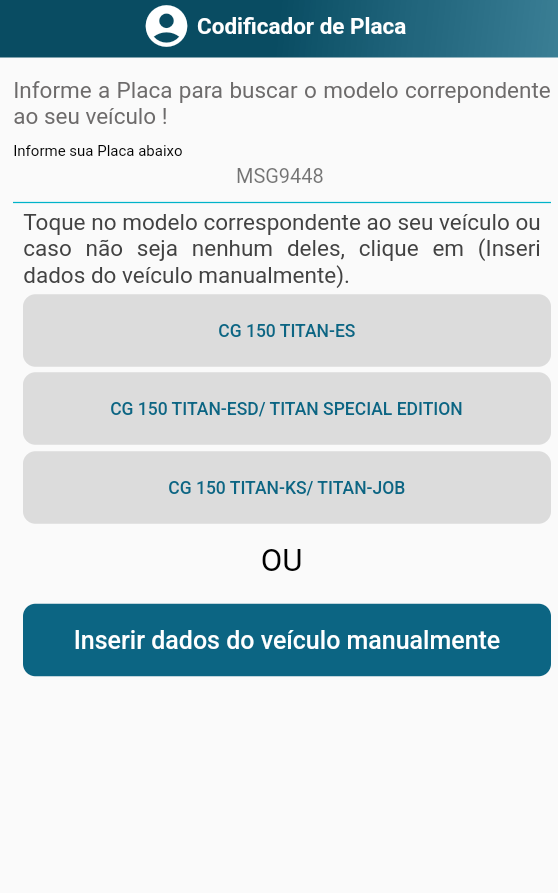 Codificador de Placa
Informe a Placa para buscar o modelo correpondente
ao seu veículo !
Informe sua Placa abaixo
MSG9448
Toque no modelo correspondente ao seu veículo ou
caso não seja nenhum deles, clique em (Inseri
dados do veículo manualmente).
CG 150 TITAN-ES
CG 150 TITAN-ESD/ TITAN SPECIAL EDITION
CG 150 TITAN-KS/ TITAN-JOB
OU
Inserir dados do veículo manualmente